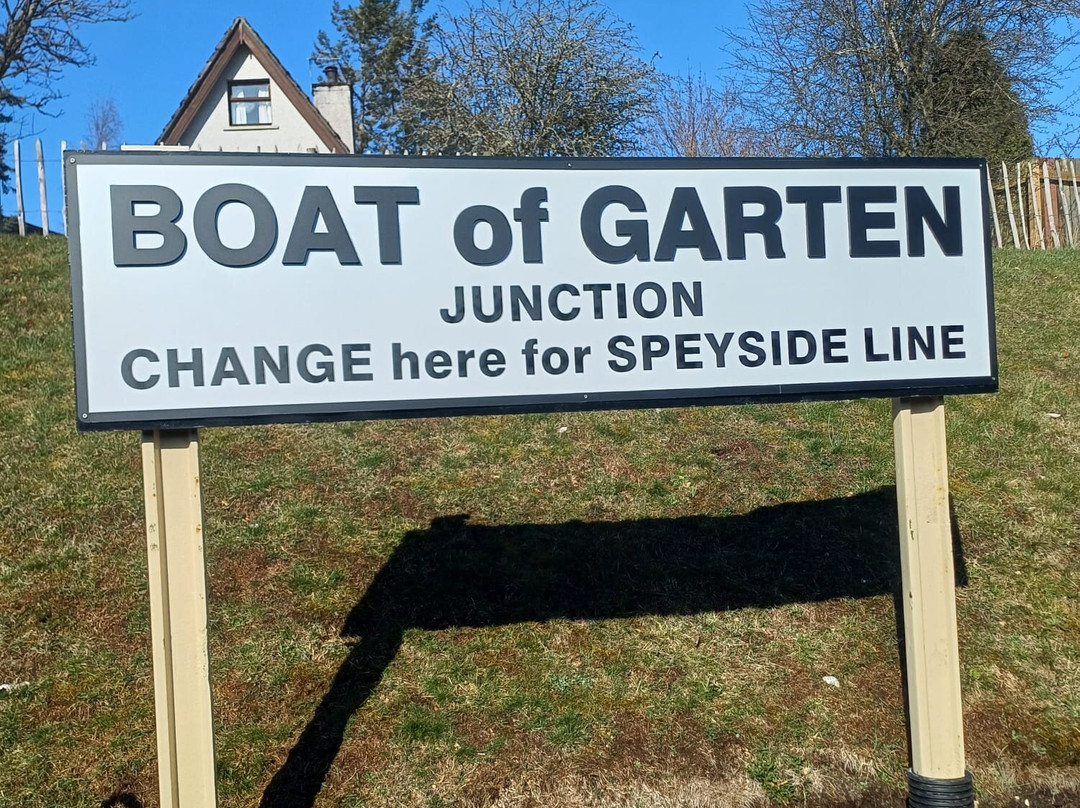 BOAT of GARTEN
JUNCTION
CHANGE here for SPEYSIDE LINE